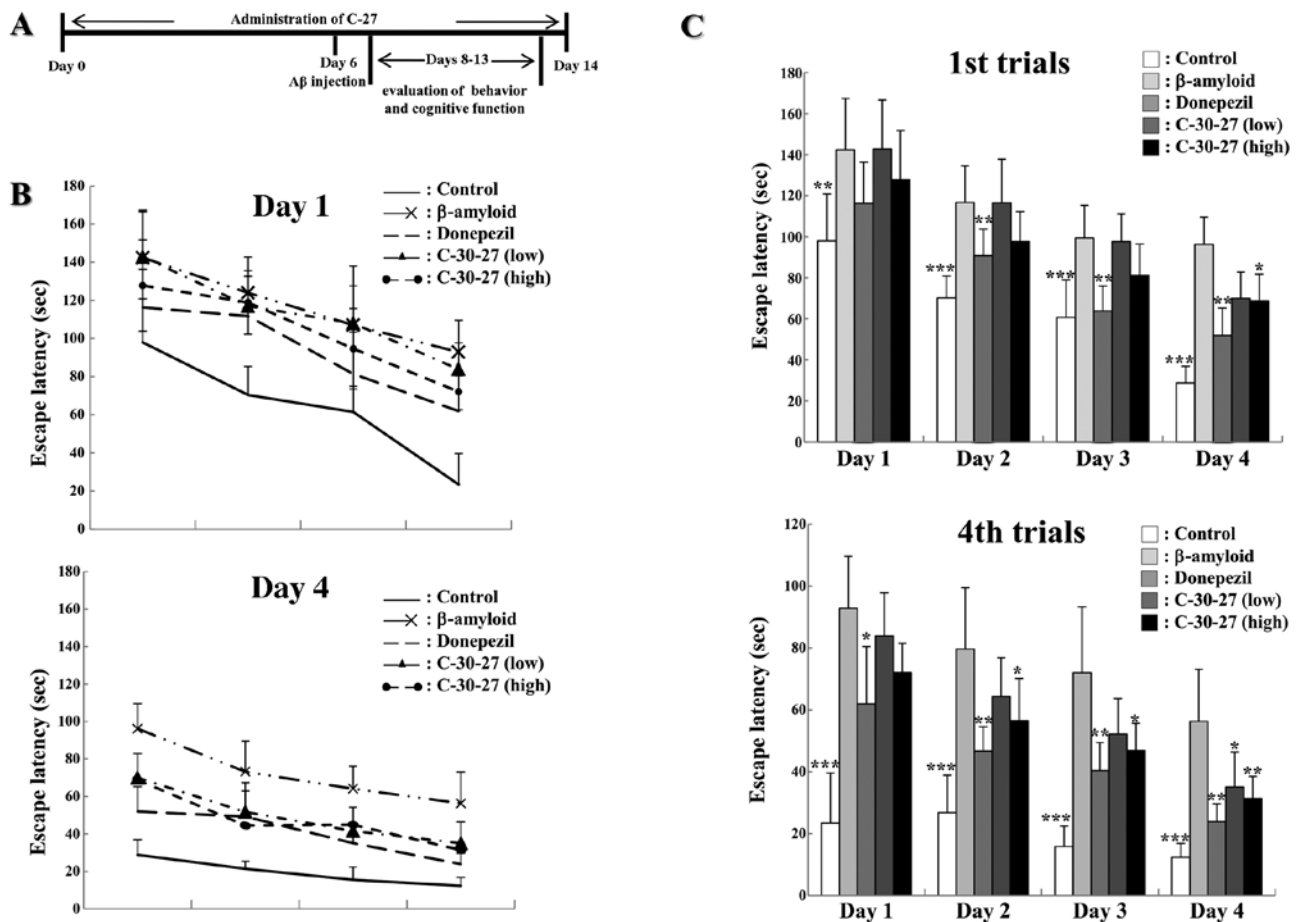 A
Administration of C-27
Day 0
Day 6
Aβ injection
Days 8-13
evaluation of behavior
and cognitive function
Day 14
B
Day 1
Escape latency (sec)
180
160
140
120
100
80
60
40
20
0
: Control
: β-amyloid
: Donepezil
: C-30-27 (low)
: C-30-27 (high)
Day 4
Escape latency (sec)
180
160
140
120
100
80
60
40
20
0
: Control
: β-amyloid
: Donepezil
: C-30-27 (low)
: C-30-27 (high)
C
1st trials
Escape latency (sec)
180
160
140
120
100
80
60
40
20
0
: Control
: β-amyloid
: Donepezil
: C-30-27 (low)
: C-30-27 (high)
** *** ** *** ** *** ** *
Day 1 Day 2 Day 3 Day 4
4th trials
Escape latency (sec)
120
100
80
60
40
20
0
: Control
: β-amyloid
: Donepezil
: C-30-27 (low)
: C-30-27 (high)
*** * *** ** * *** ** * *** ** * **
Day 1 Day 2 Day 3 Day 4